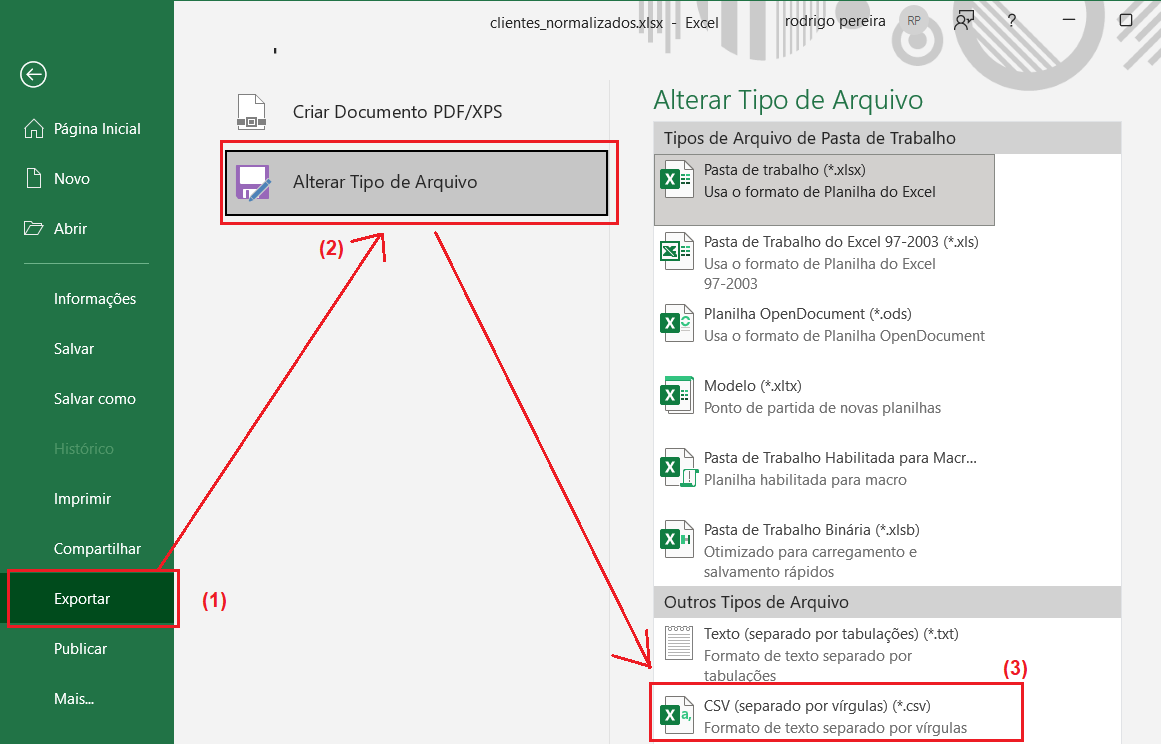 clientes_normalizados.xlsx - Excel
rodrigo pereira
RP
?
Página Inicial
Novo
Abrir
Informações
Salvar
Salvar como
Histórico
Imprimir
Compartilhar
Exportar
(1)
Publicar
Mais...
Criar Documento PDF/XPS
Alterar Tipo de Arquivo
(2)
Alterar Tipo de Arquivo
Tipos de Arquivo de Pasta de Trabalho
Pasta de trabalho (*.xlsx)
Usa o formato de Planilha do Excel
Pasta de Trabalho do Excel 97-2003 (*.xls)
Usa o formato de Planilha do Excel
97-2003
Planilha OpenDocument (*.ods)
Usa o formato de Planilha OpenDocument
Modelo (*.xltx)
Ponto de partida de novas planilhas
Pasta de Trabalho Habilitada para Macr...
Planilha habilitada para macro
Pasta de Trabalho Binária (*.xlsb)
Otimizado para carregamento e
salvamento rápidos
Outros Tipos de Arquivo
Texto (separado por tabulações) (*.txt)
Formato de texto separado por
tabulações
(3)
CSV (separado por vírgulas) (*.csv)
Formato de texto separado por vírgulas